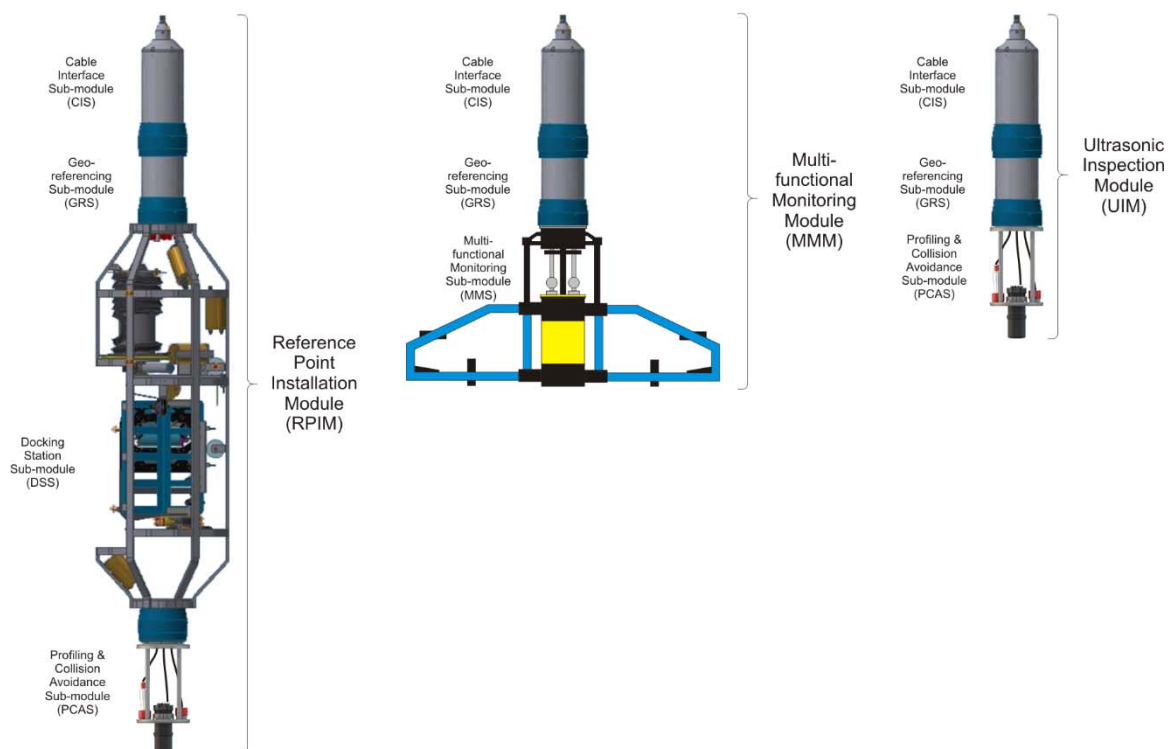 Cable
Interface
Sub-module
(CIS)
Geo-
referencing
Sub-module
(GRS)
Docking
Station
Sub-module
(DSS)
Profiling &
Collision
Avoidance
Sub-module
(PCAS)
Reference
Point
Installation
Module
(RPIM)
Cable
Interface
Sub-module
(CIS)
Geo-
referencing
Sub-module
(GRS)
Multi-
functional
Monitoring
Sub-module
(MMS)
Multi-
functional
Monitoring
Module
(MMM)
Cable
Interface
Sub-module
(CIS)
Geo-
referencing
Sub-module
(GRS)
Profiling &
Collision
Avoidance
Sub-module
(PCAS)
Ultrasonic
Inspection
Module
(UIM)